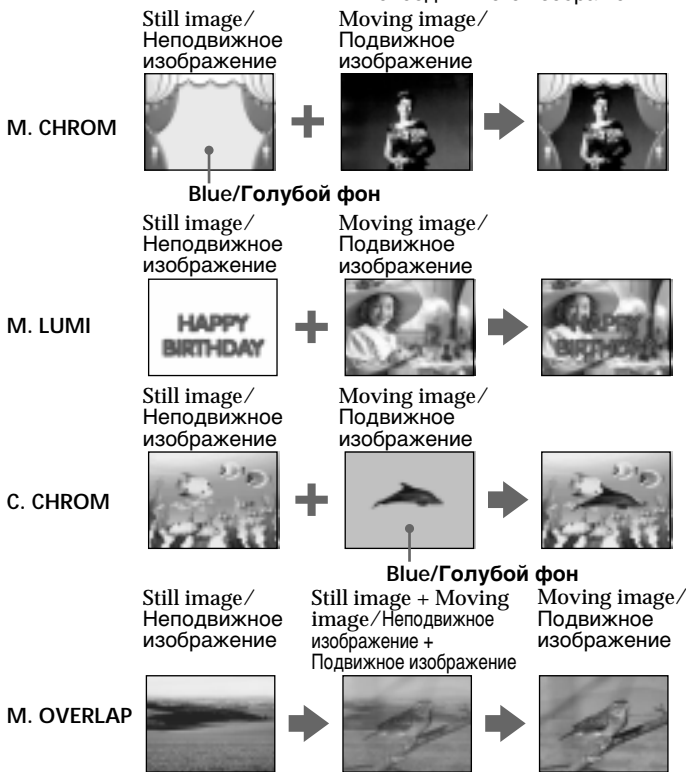 Still image/
Неподвижное
изображение
Moving image/
Подвижное
изображение
M. CHROM
Blue/Голубой фон
Still image/
Неподвижное
изображение
Moving image/
Подвижное
изображение
M. LUMI
HAPPY
BIRTHDAY
HAPPY
BIRTHDAY
Still image/
Неподвижное
изображение
Moving image/
Подвижное
изображение
C. CHROM
Blue/Голубой фон
Still image/
Неподвижное
изображение
Still image + Moving
image/Неподвижное
изображение +
Подвижное изображение
Moving image/
Подвижное
изображение
M. OVERLAP